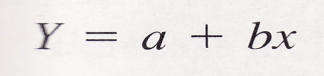 Y = a + bx